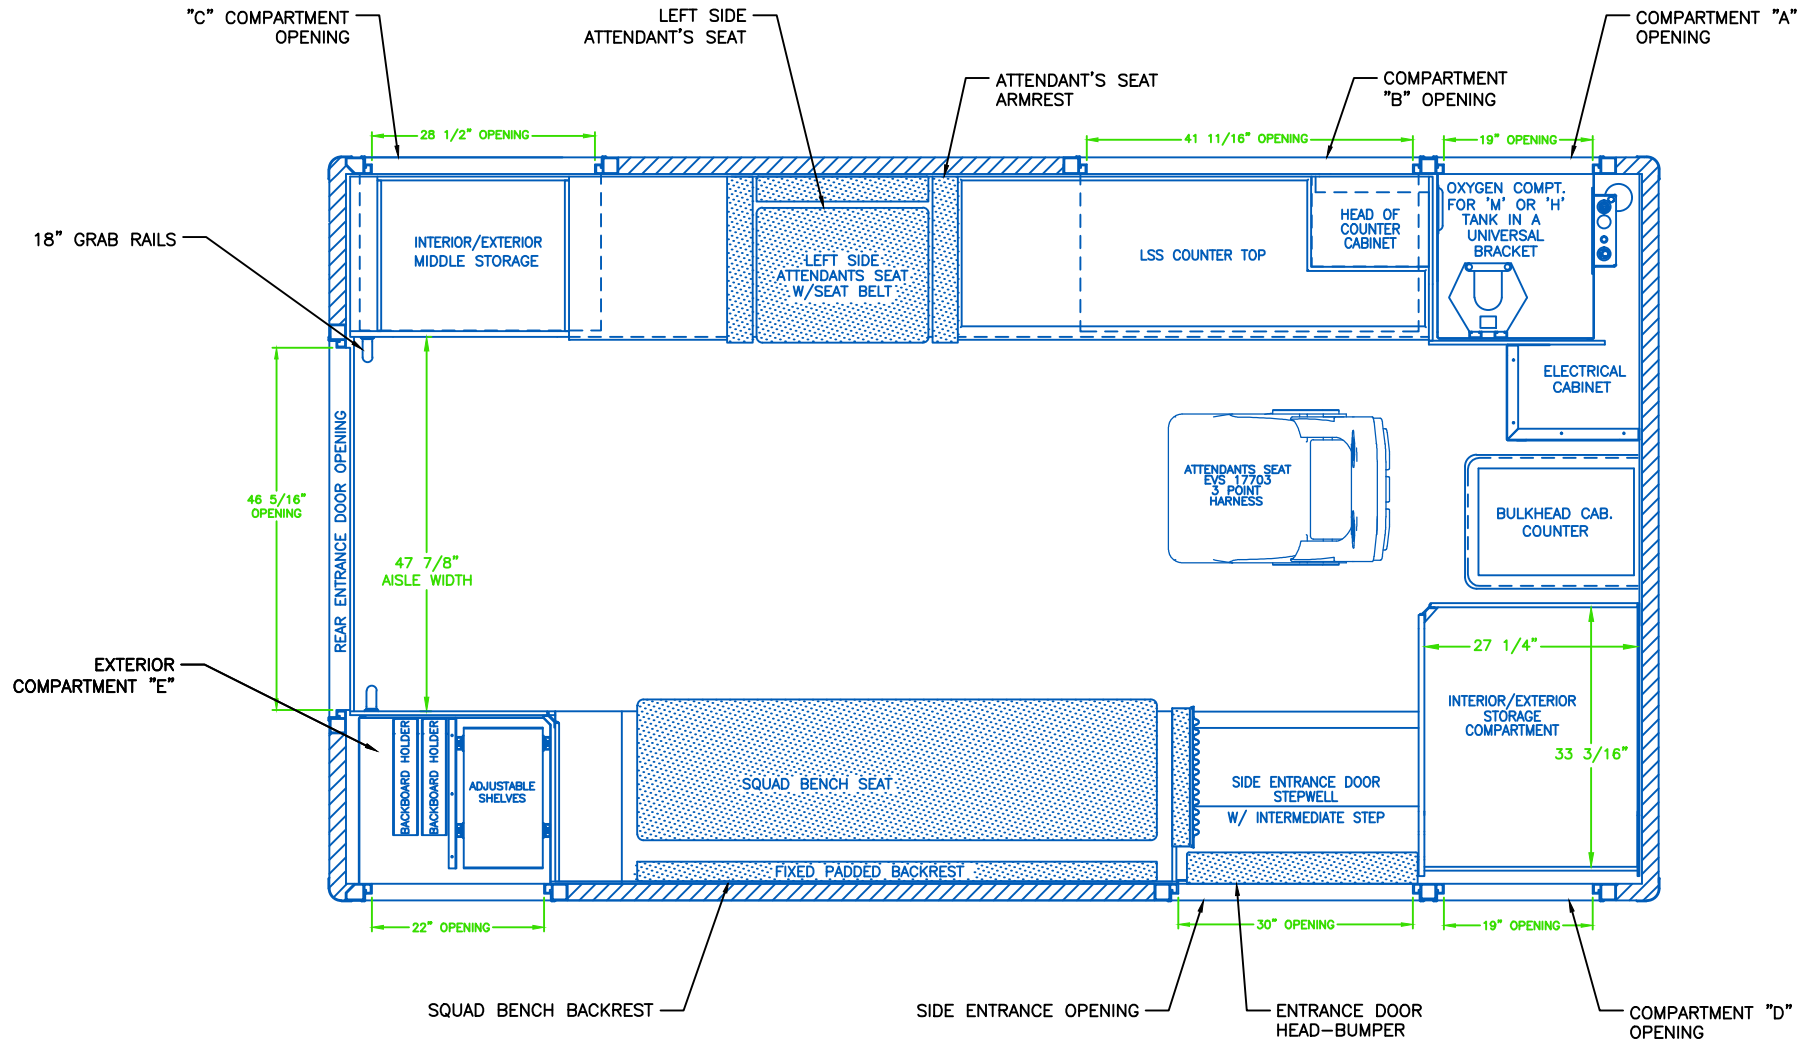 "C" COMPARTMENT
OPENING
LEFT SIDE
ATTENDANT'S SEAT
ATTENDANT'S SEAT
ARMREST
COMPARTMENT
"B" OPENING
COMPARTMENT "A"
OPENING
28 1/2" OPENING
41 11/16" OPENING
19" OPENING
18" GRAB RAILS
INTERIOR/EXTERIOR
MIDDLE STORAGE
LEFT SIDE
ATTENDANTS SEAT
W/SEAT BELT
LSS COUNTER TOP
HEAD OF
COUNTER
CABINET
OXYGEN COMPT.
FOR 'M' OR 'H'
TANK IN A
UNIVERSAL
BRACKET
ELECTRICAL
CABINET
REAR ENTRANCE DOOR OPENING
46 5/16"
OPENING
47 7/8"
AISLE WIDTH
ATTENDANTS SEAT
EVS 17703
3 POINT
HARNESS
BULKHEAD CAB.
COUNTER
27 1/4"
INTERIOR/EXTERIOR
STORAGE
COMPARTMENT
33 3/16"
EXTERIOR
COMPARTMENT "E"
BACKBOARD HOLDER
BACKBOARD HOLDER
ADJUSTABLE
SHELVES
SQUAD BENCH SEAT
FIXED PADDED BACKREST
SIDE ENTRANCE DOOR
STEPWELL
W/ INTERMEDIATE STEP
22" OPENING
30" OPENING
19" OPENING
SQUAD BENCH BACKREST
SIDE ENTRANCE OPENING
ENTRANCE DOOR
HEAD-BUMPER
COMPARTMENT "D"
OPENING